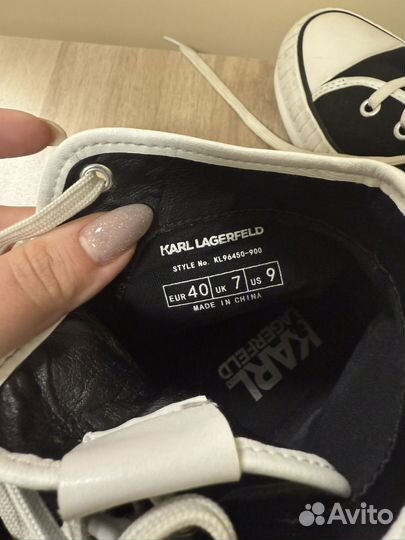 KARL LAGERFELD
STYLE No. KL96450-900
EUR 40 UK 7 US 9
MADE IN CHINA
KARL
LAGERFELD
Avito